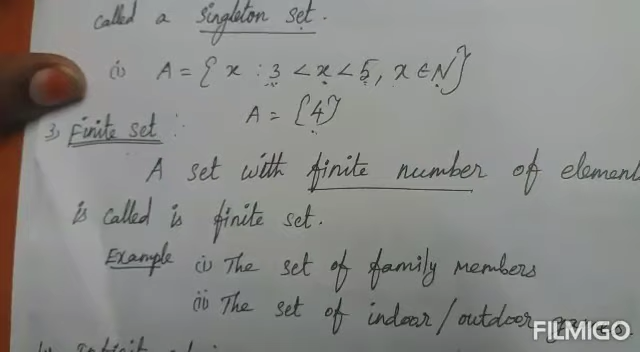 called a singleton set.
(i) A = { x : 3 < x < 5, x ∈ N}
A = {4}
3) Finite set :
A set with finite number of element
is called is finite set.
Example (i) The set of family members
(ii) The set of indoor / outdoor
FILMIGO